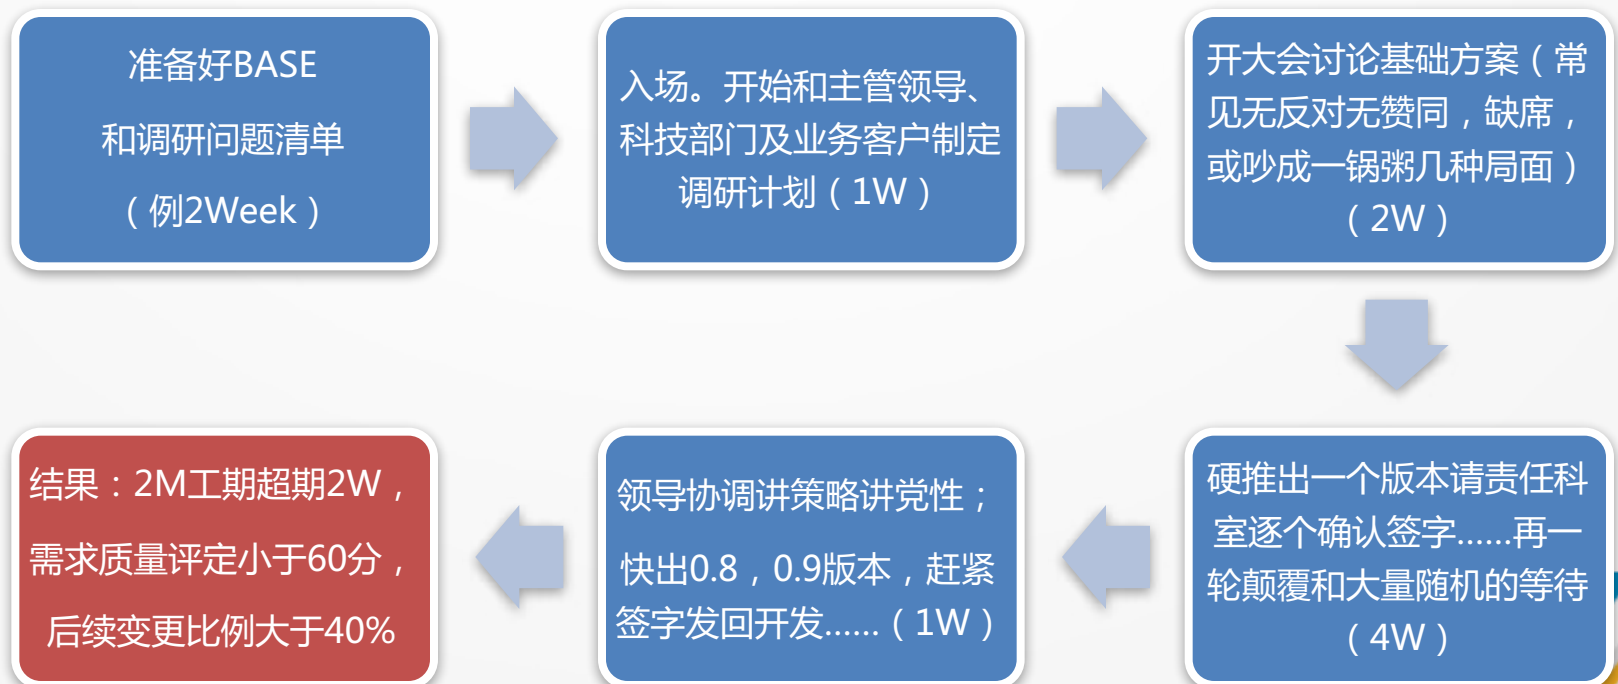 准备好BASE
和调研问题清单
（例2Week）
入场。开始和主管领导、
科技部门及业务客户制定
调研计划（1W）
开大会讨论基础方案（常
见无反对无赞同，缺席，
或吵成一锅粥几种局面）
（2W）
硬推出一个版本请责任科
室逐个确认签字……再一
轮颠覆和大量随机的等待
（4W）
领导协调讲策略讲党性；
快出0.8，0.9版本，赶紧
签字发回开发……（1W）
结果：2M工期超期2W，
需求质量评定小于60分，
后续变更比例大于40%